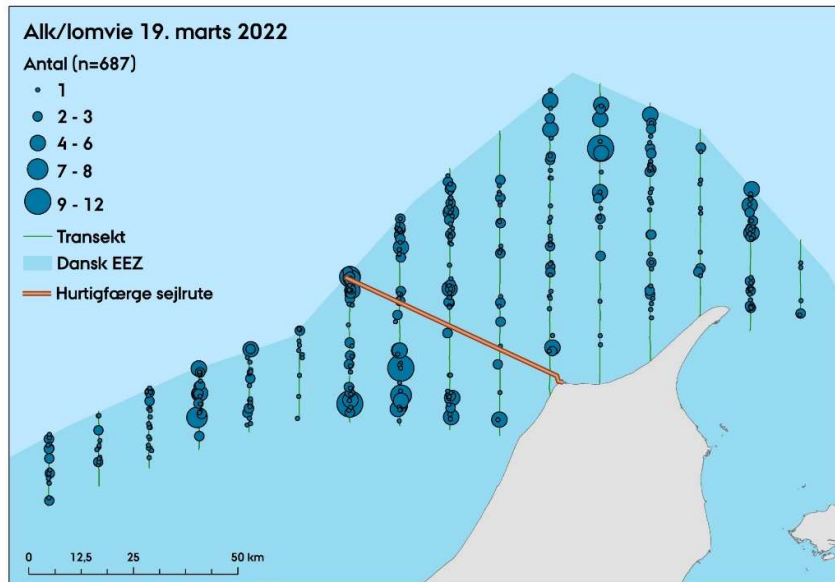 Alk/lomvie 19. marts 2022
Antal (n=687)
1
2 - 3
4 - 6
7 - 8
9 - 12
Transekt
Dansk EEZ
Hurtigfærge sejlrute
0 12,5 25 50 km